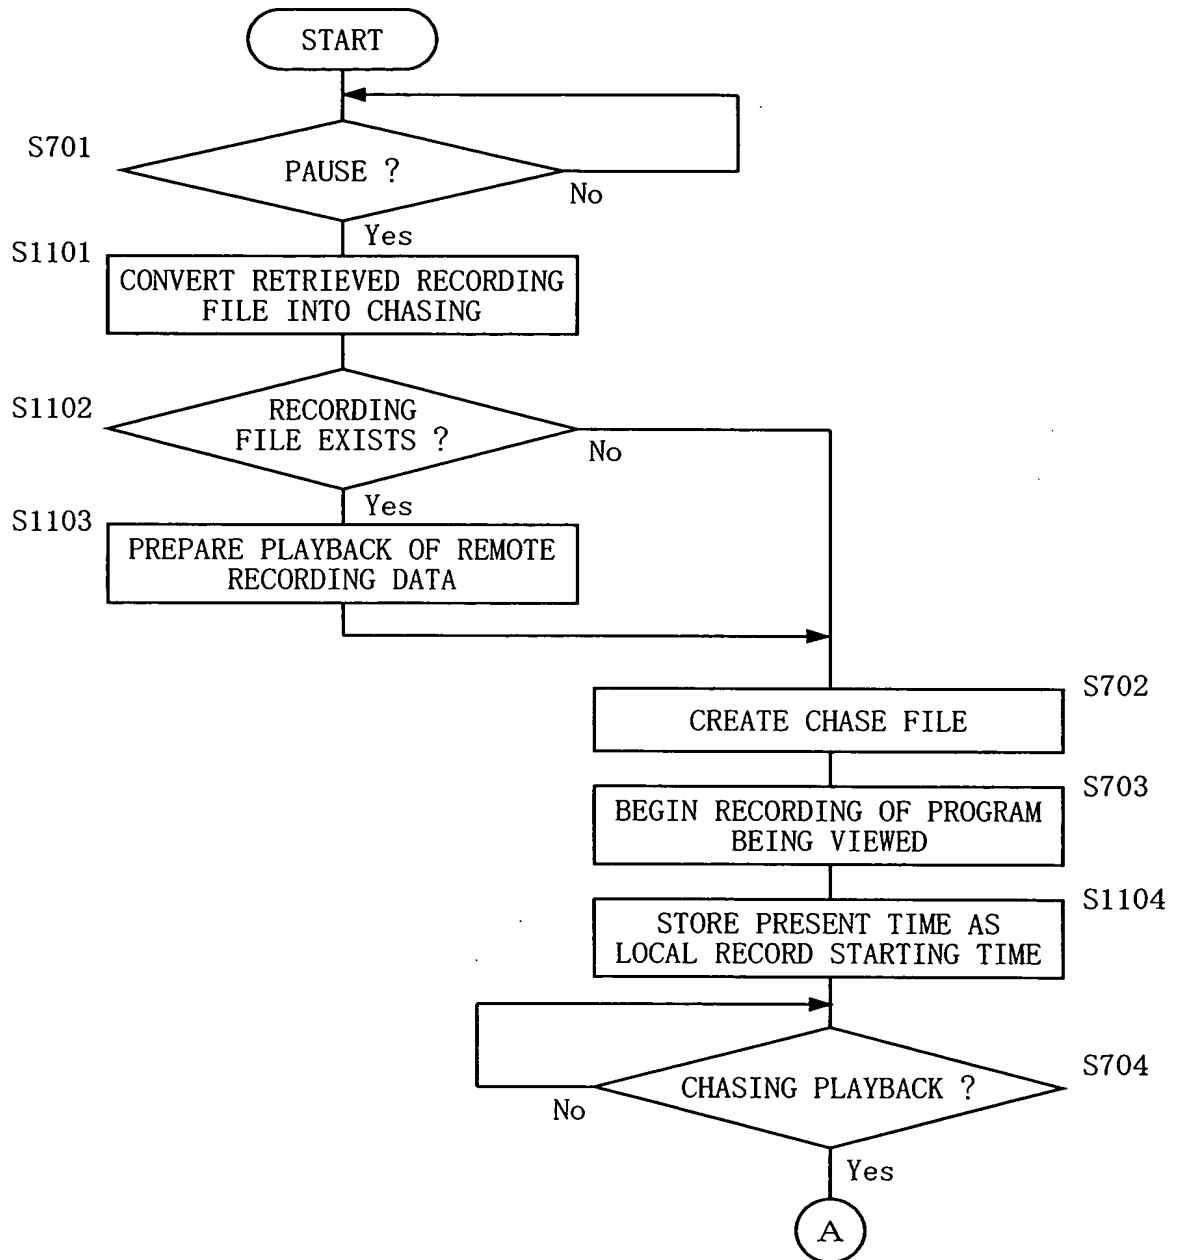 START
S701
PAUSE ?
No
Yes
S1101
CONVERT RETRIEVED RECORDING
FILE INTO CHASING
S1102
RECORDING
FILE EXISTS ?
No
Yes
S1103
PREPARE PLAYBACK OF REMOTE
RECORDING DATA
S702
CREATE CHASE FILE
S703
BEGIN RECORDING OF PROGRAM
BEING VIEWED
S1104
STORE PRESENT TIME AS
LOCAL RECORD STARTING TIME
S704
CHASING PLAYBACK ?
No
Yes
A